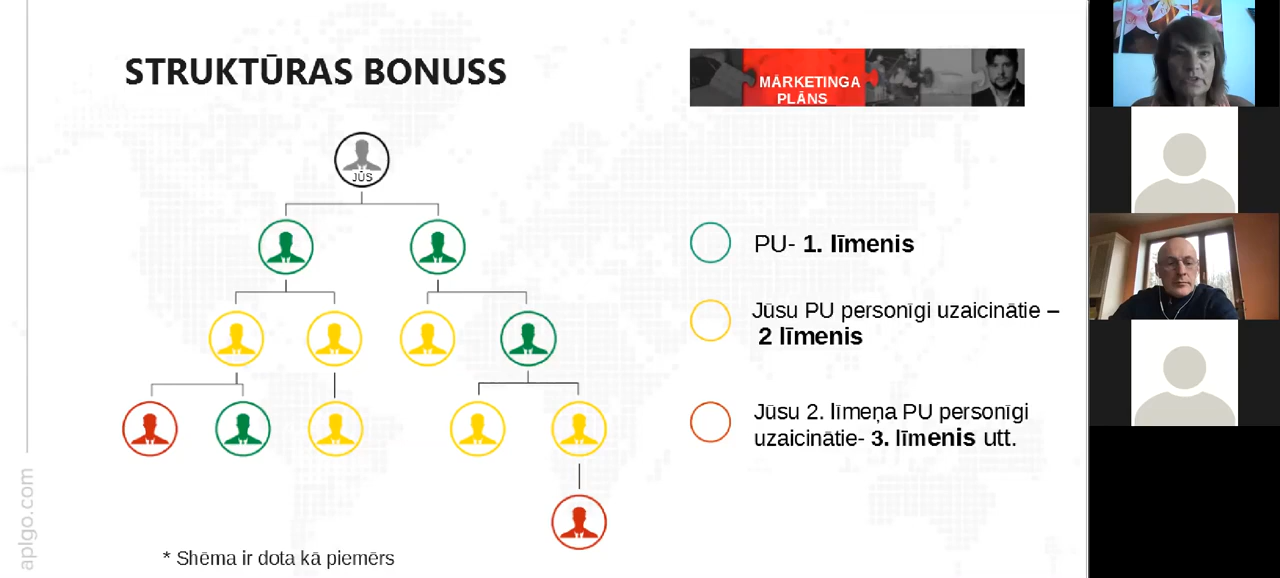 STRUKTŪRAS BONUSS
MĀRKETINGA
PLĀNS
JŪS
PU- 1. līmenis
Jūsu PU personīgi uzaicinātie –
2 līmenis
Jūsu 2. līmeņa PU personīgi
uzaicinātie- 3. līmenis utt.
* Shēma ir dota kā piemērs
aplgo.com